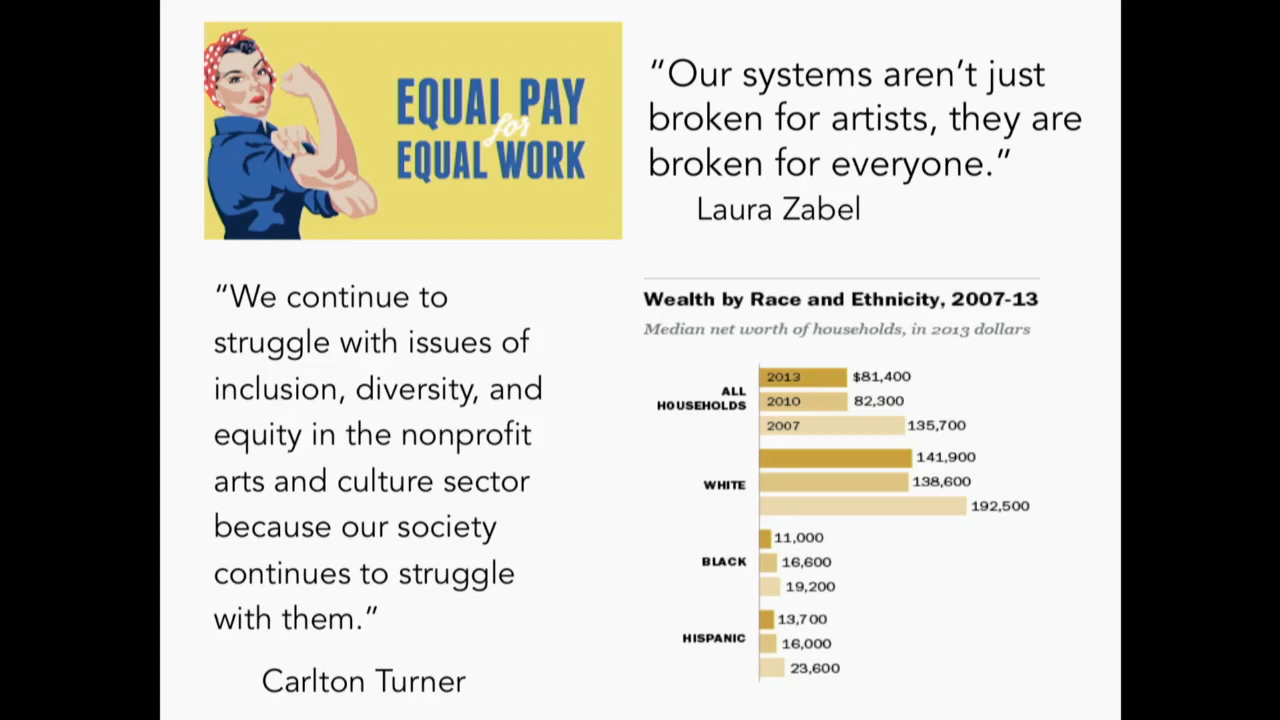 EQUAL PAY
for
EQUAL WORK
“Our systems aren’t just
broken for artists, they are
broken for everyone.”
Laura Zabel
“We continue to
struggle with issues of
inclusion, diversity, and
equity in the nonprofit
arts and culture sector
because our society
continues to struggle
with them.”
Carlton Turner
Wealth by Race and Ethnicity, 2007-13
Median net worth of households, in 2013 dollars
ALL
HOUSEHOLDS
2013 $81,400
2010 82,300
2007 135,700
WHITE
141,900
138,600
192,500
BLACK
11,000
16,600
19,200
HISPANIC
13,700
16,000
23,600